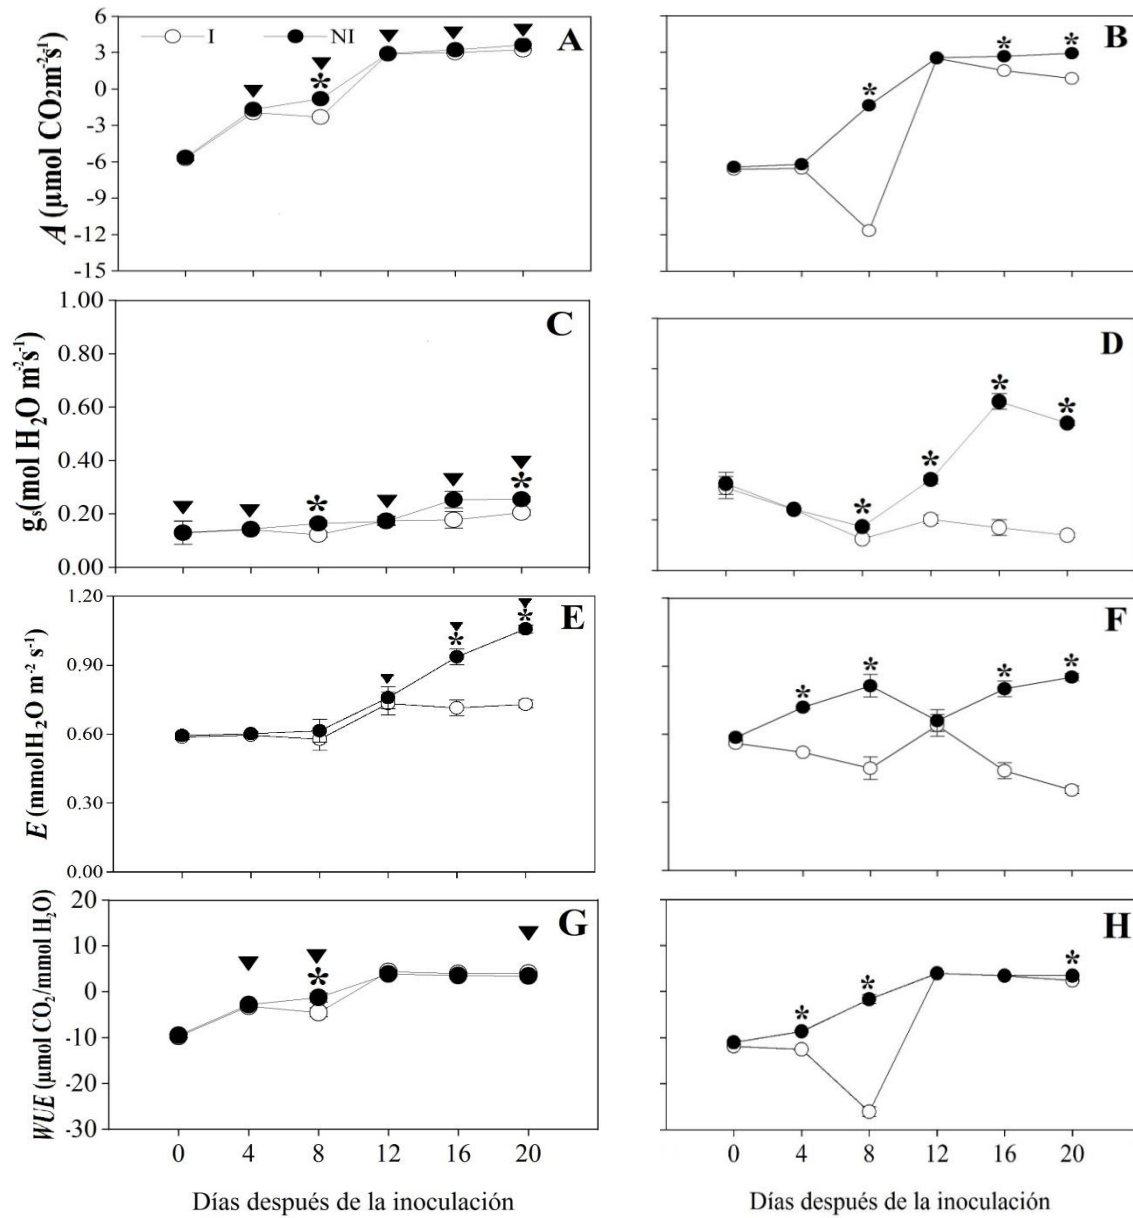 I NI
A
A (µmol CO2m-2s-1)
6
3
0
-3
-6
-9
-12
-15
B
* * * *
C
gs(mol H2O m-2s-1)
1.00
0.80
0.60
0.40
0.20
0.00
* *
D
* * * *
E
E (mmolH2O m-2 s-1)
1.20
0.90
0.60
0.30
0.00
* *
F
* * * *
G
WUE (µmol CO2/mmol H2O)
20
10
0
-10
-20
-30
*
0 4 8 12 16 20
Días después de la inoculación
H
* * *
0 4 8 12 16 20
Días después de la inoculación